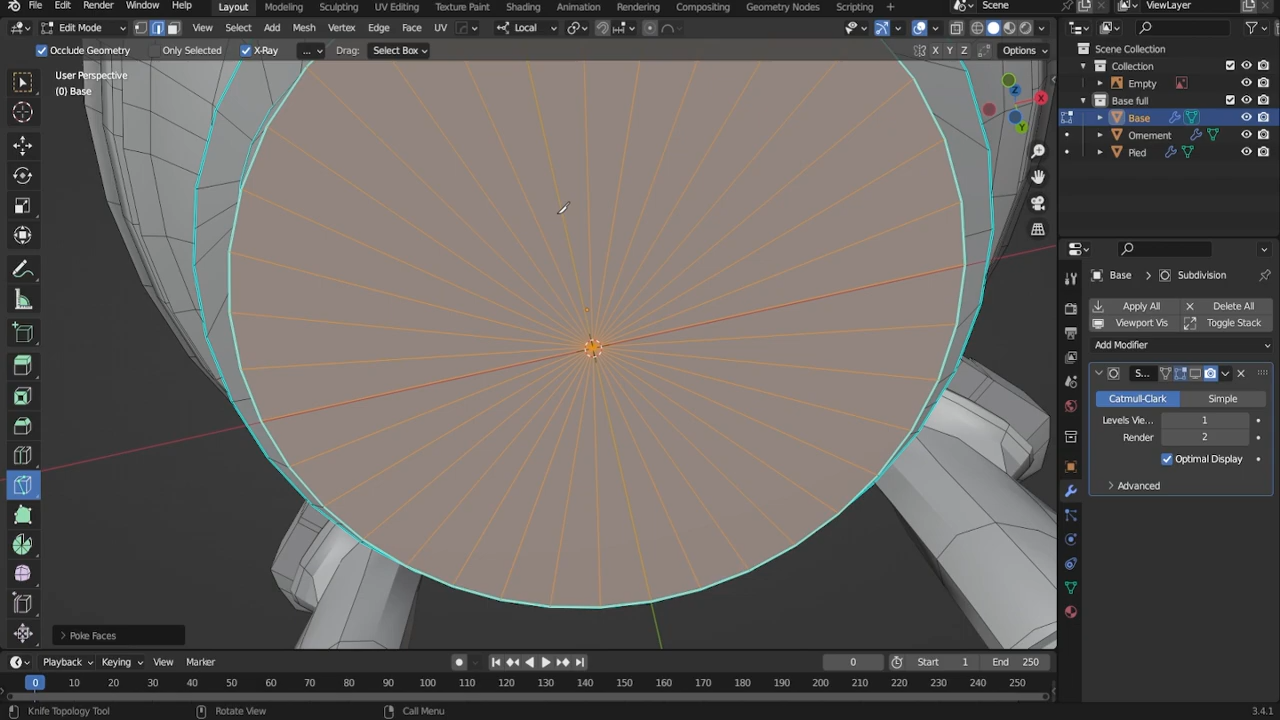 File Edit Render Window Help Layout Modeling Sculpting UV Editing Texture Paint Shading Animation Rendering Compositing Geometry Nodes Scripting + Scene ViewLayer
Edit Mode View Select Add Mesh Vertex Edge Face UV Local
Occlude Geometry Only Selected X-Ray ... Drag: Select Box X Y Z Options
User Perspective
(0) Base
Z
X
Y
Scene Collection
Collection
Empty
Base full
Base
Ornement
Pied
Base > Subdivision
Apply All Delete All
Viewport Vis Toggle Stack
Add Modifier
S...
Catmull-Clark Simple
Levels Vie... 1
Render 2
Optimal Display
Advanced
Poke Faces
Playback Keying View Marker 0 Start 1 End 250
0 10 20 30 40 50 60 70 80 90 100 110 120 130 140 150 160 170 180 190 200 210 220 230 240 250
Knife Topology Tool Rotate View Call Menu 3.4.1